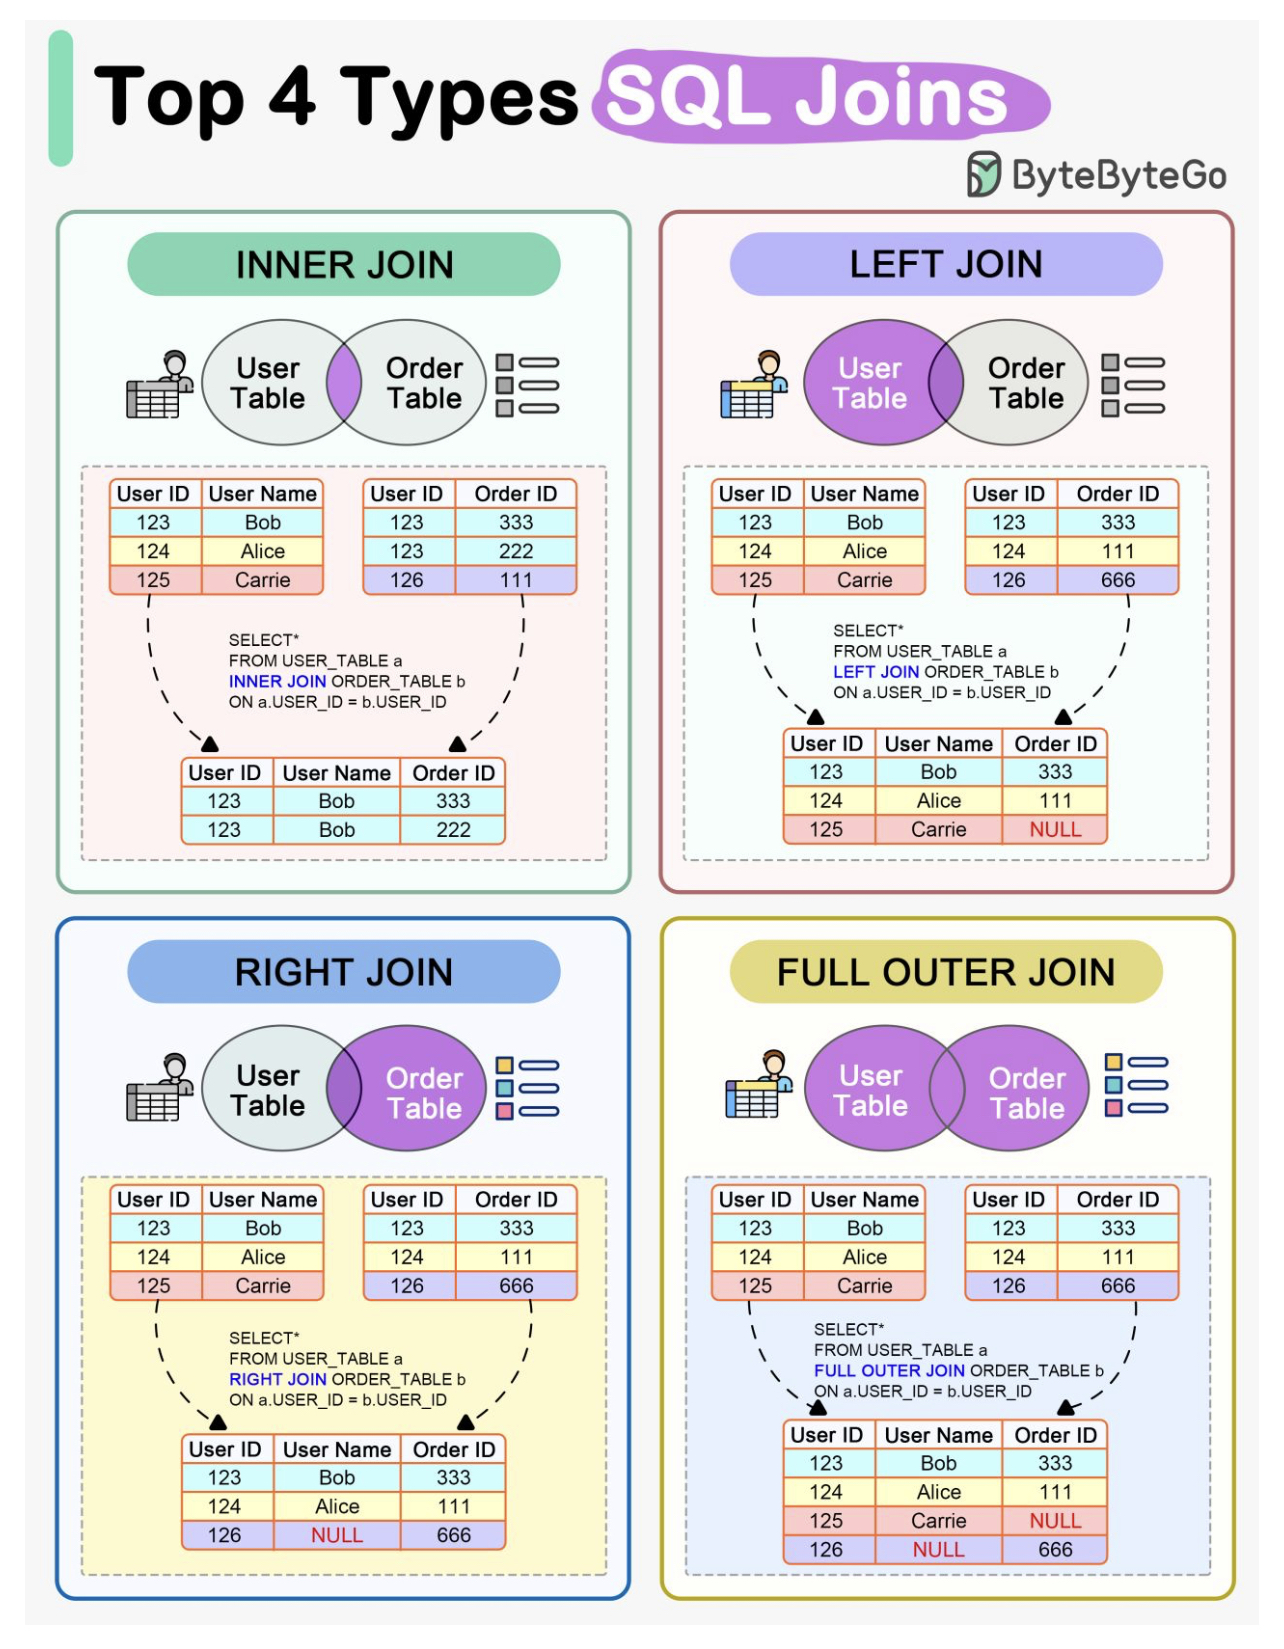 Top 4 Types SQL Joins
ByteByteGo
INNER JOIN
User Table
Order Table
User ID User Name
123 Bob
124 Alice
125 Carrie
User ID Order ID
123 333
123 222
126 111
SELECT*
FROM USER_TABLE a
INNER JOIN ORDER_TABLE b
ON a.USER_ID = b.USER_ID
User ID User Name Order ID
123 Bob 333
123 Bob 222
LEFT JOIN
User Table
Order Table
User ID User Name
123 Bob
124 Alice
125 Carrie
User ID Order ID
123 333
124 111
126 666
SELECT*
FROM USER_TABLE a
LEFT JOIN ORDER_TABLE b
ON a.USER_ID = b.USER_ID
User ID User Name Order ID
123 Bob 333
124 Alice 111
125 Carrie NULL
RIGHT JOIN
User Table
Order Table
User ID User Name
123 Bob
124 Alice
125 Carrie
User ID Order ID
123 333
124 111
126 666
SELECT*
FROM USER_TABLE a
RIGHT JOIN ORDER_TABLE b
ON a.USER_ID = b.USER_ID
User ID User Name Order ID
123 Bob 333
124 Alice 111
126 NULL 666
FULL OUTER JOIN
User Table
Order Table
User ID User Name
123 Bob
124 Alice
125 Carrie
User ID Order ID
123 333
124 111
126 666
SELECT*
FROM USER_TABLE a
FULL OUTER JOIN ORDER_TABLE b
ON a.USER_ID = b.USER_ID
User ID User Name Order ID
123 Bob 333
124 Alice 111
125 Carrie NULL
126 NULL 666